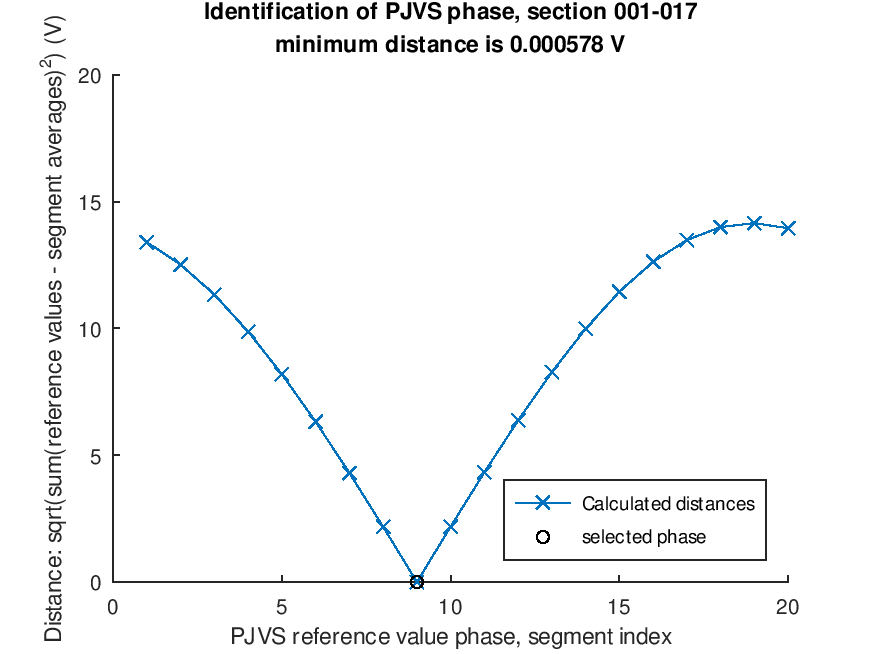 Identification of PJVS phase, section 001-017
minimum distance is 0.000578 V
Distance: sqrt(sum(reference values - segment averages)²) (V)
20
15
10
5
0
0 5 10 15 20
Calculated distances
selected phase
PJVS reference value phase, segment index